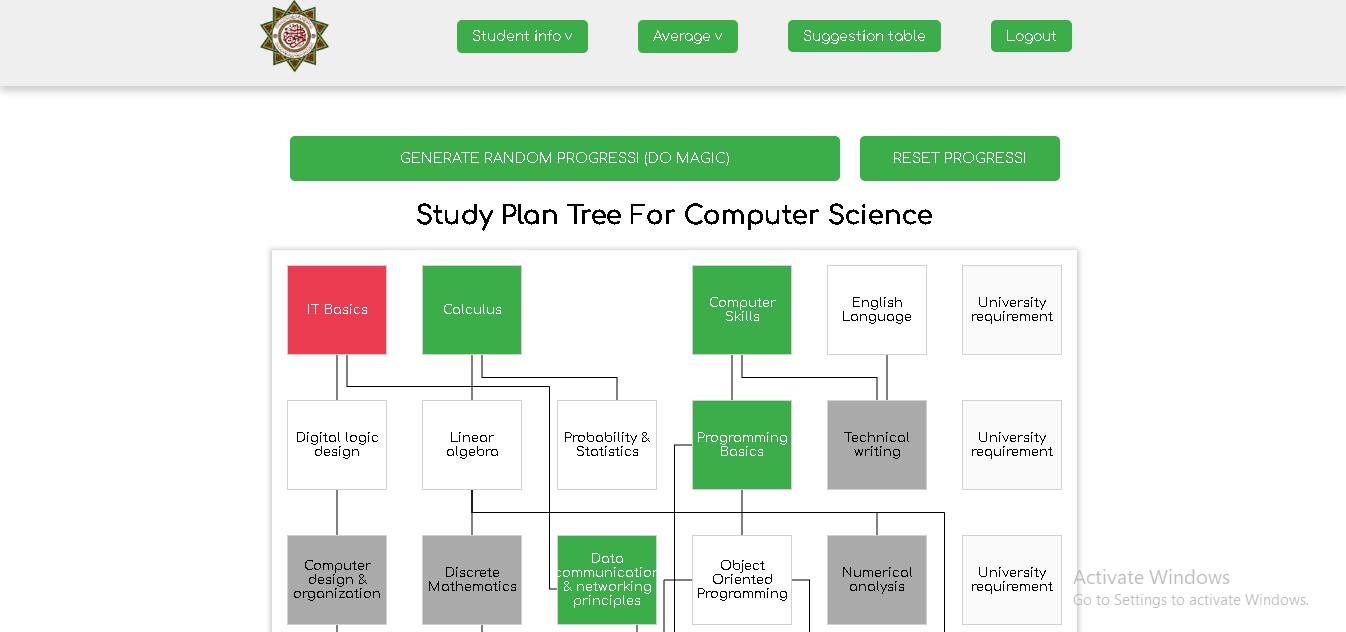 Student info ˅
Average ˅
Suggestion table
Logout
GENERATE RANDOM PROGRESS! (DO MAGIC)
RESET PROGRESS!
Study Plan Tree For Computer Science
IT Basics
Calculus
Computer
Skills
English
Language
University
requirement
Digital logic
design
Linear
algebra
Probability &
Statistics
Programming
Basics
Technical
writing
University
requirement
Computer
design &
organization
Discrete
Mathematics
Data
communication
& networking
principles
Object
Oriented
Programming
Numerical
analysis
University
requirement
Activate Windows
Go to Settings to activate Windows.